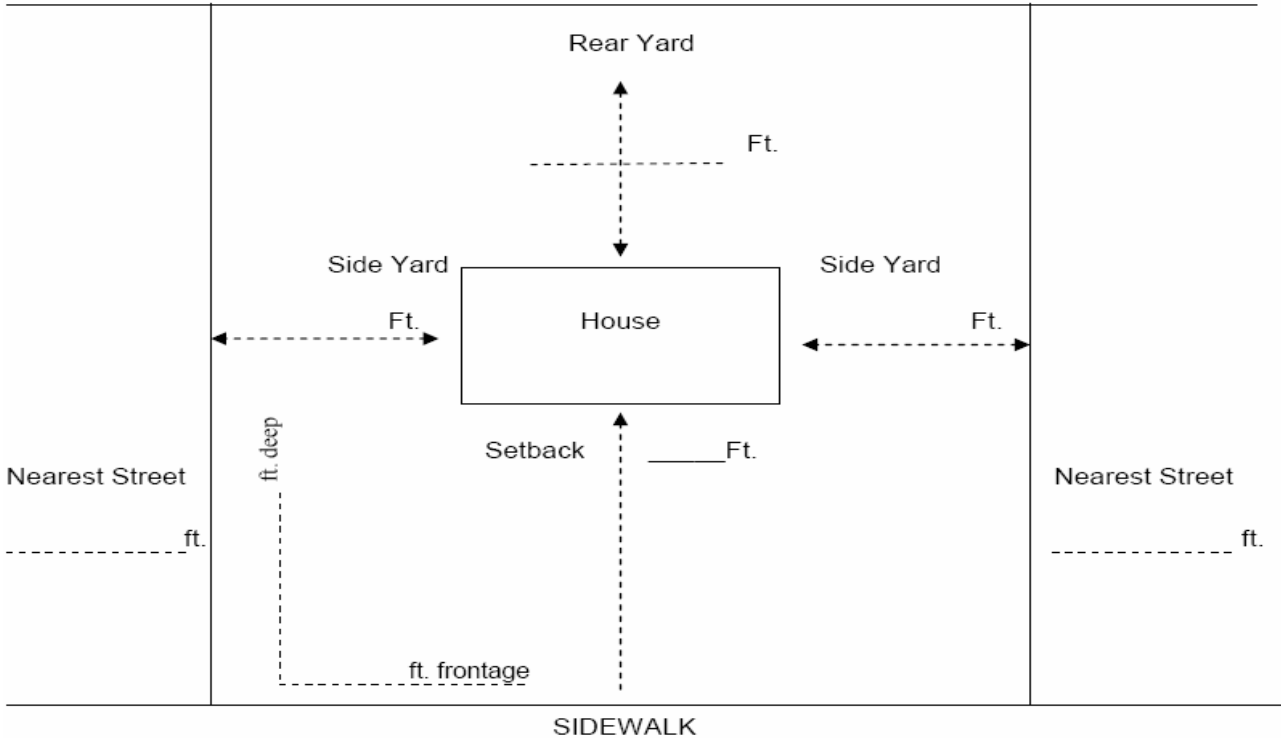 Rear Yard
Ft.
Side Yard
Side Yard
Ft.
House
Ft.
ft. deep
Setback _____Ft.
Nearest Street
Nearest Street
ft.
ft.
ft. frontage
SIDEWALK